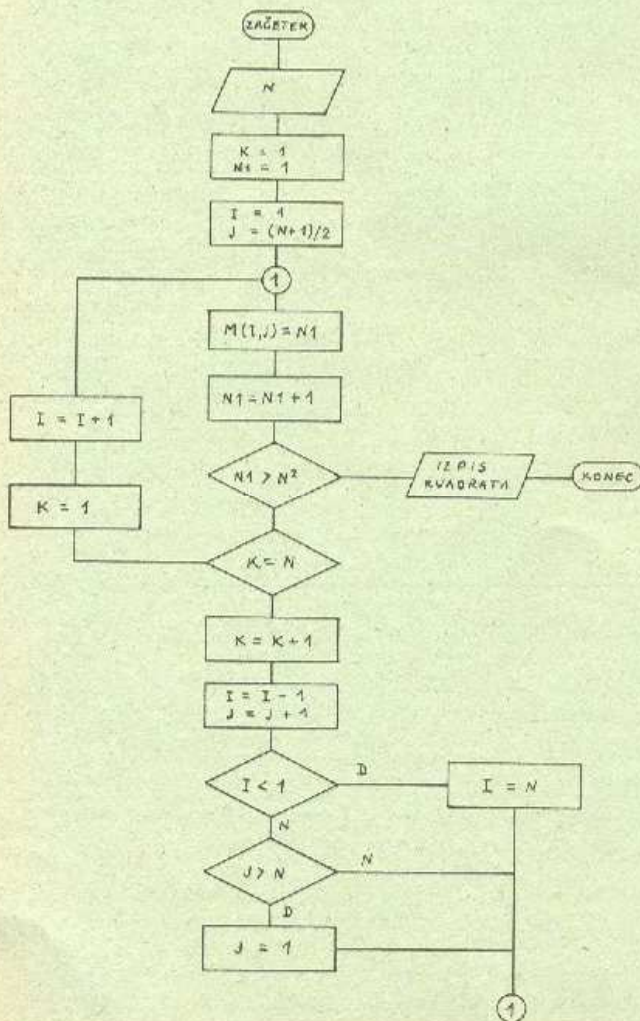 ZAČETEK
N
K = 1
N1 = 1
I = 1
J = (N+1)/2
1
M(I,J) = N1
N1 = N1 + 1
I = I + 1
N1 > N²
IZPIS
KVADRATA
KONEC
K = 1
K = N
K = K + 1
I = I - 1
J = J + 1
I < 1
D
I = N
N
J > N
N
D
J = 1
1